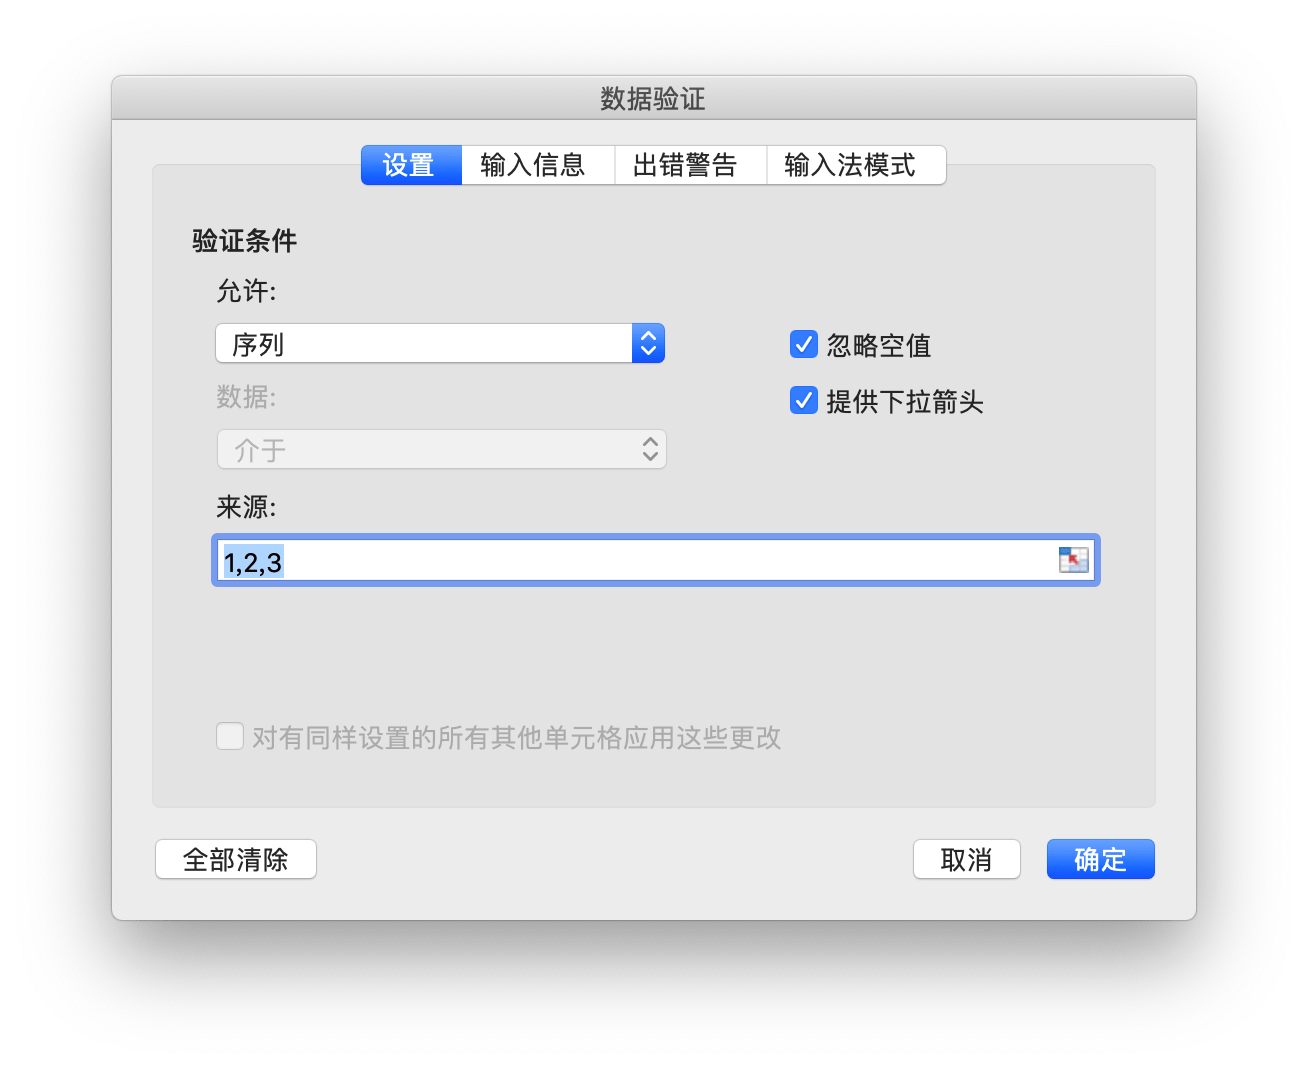 数据验证
设置 输入信息 出错警告 输入法模式
验证条件
允许:
序列
忽略空值
数据:
提供下拉箭头
介于
来源:
1,2,3
对有同样设置的所有其他单元格应用这些更改
全部清除 取消 确定